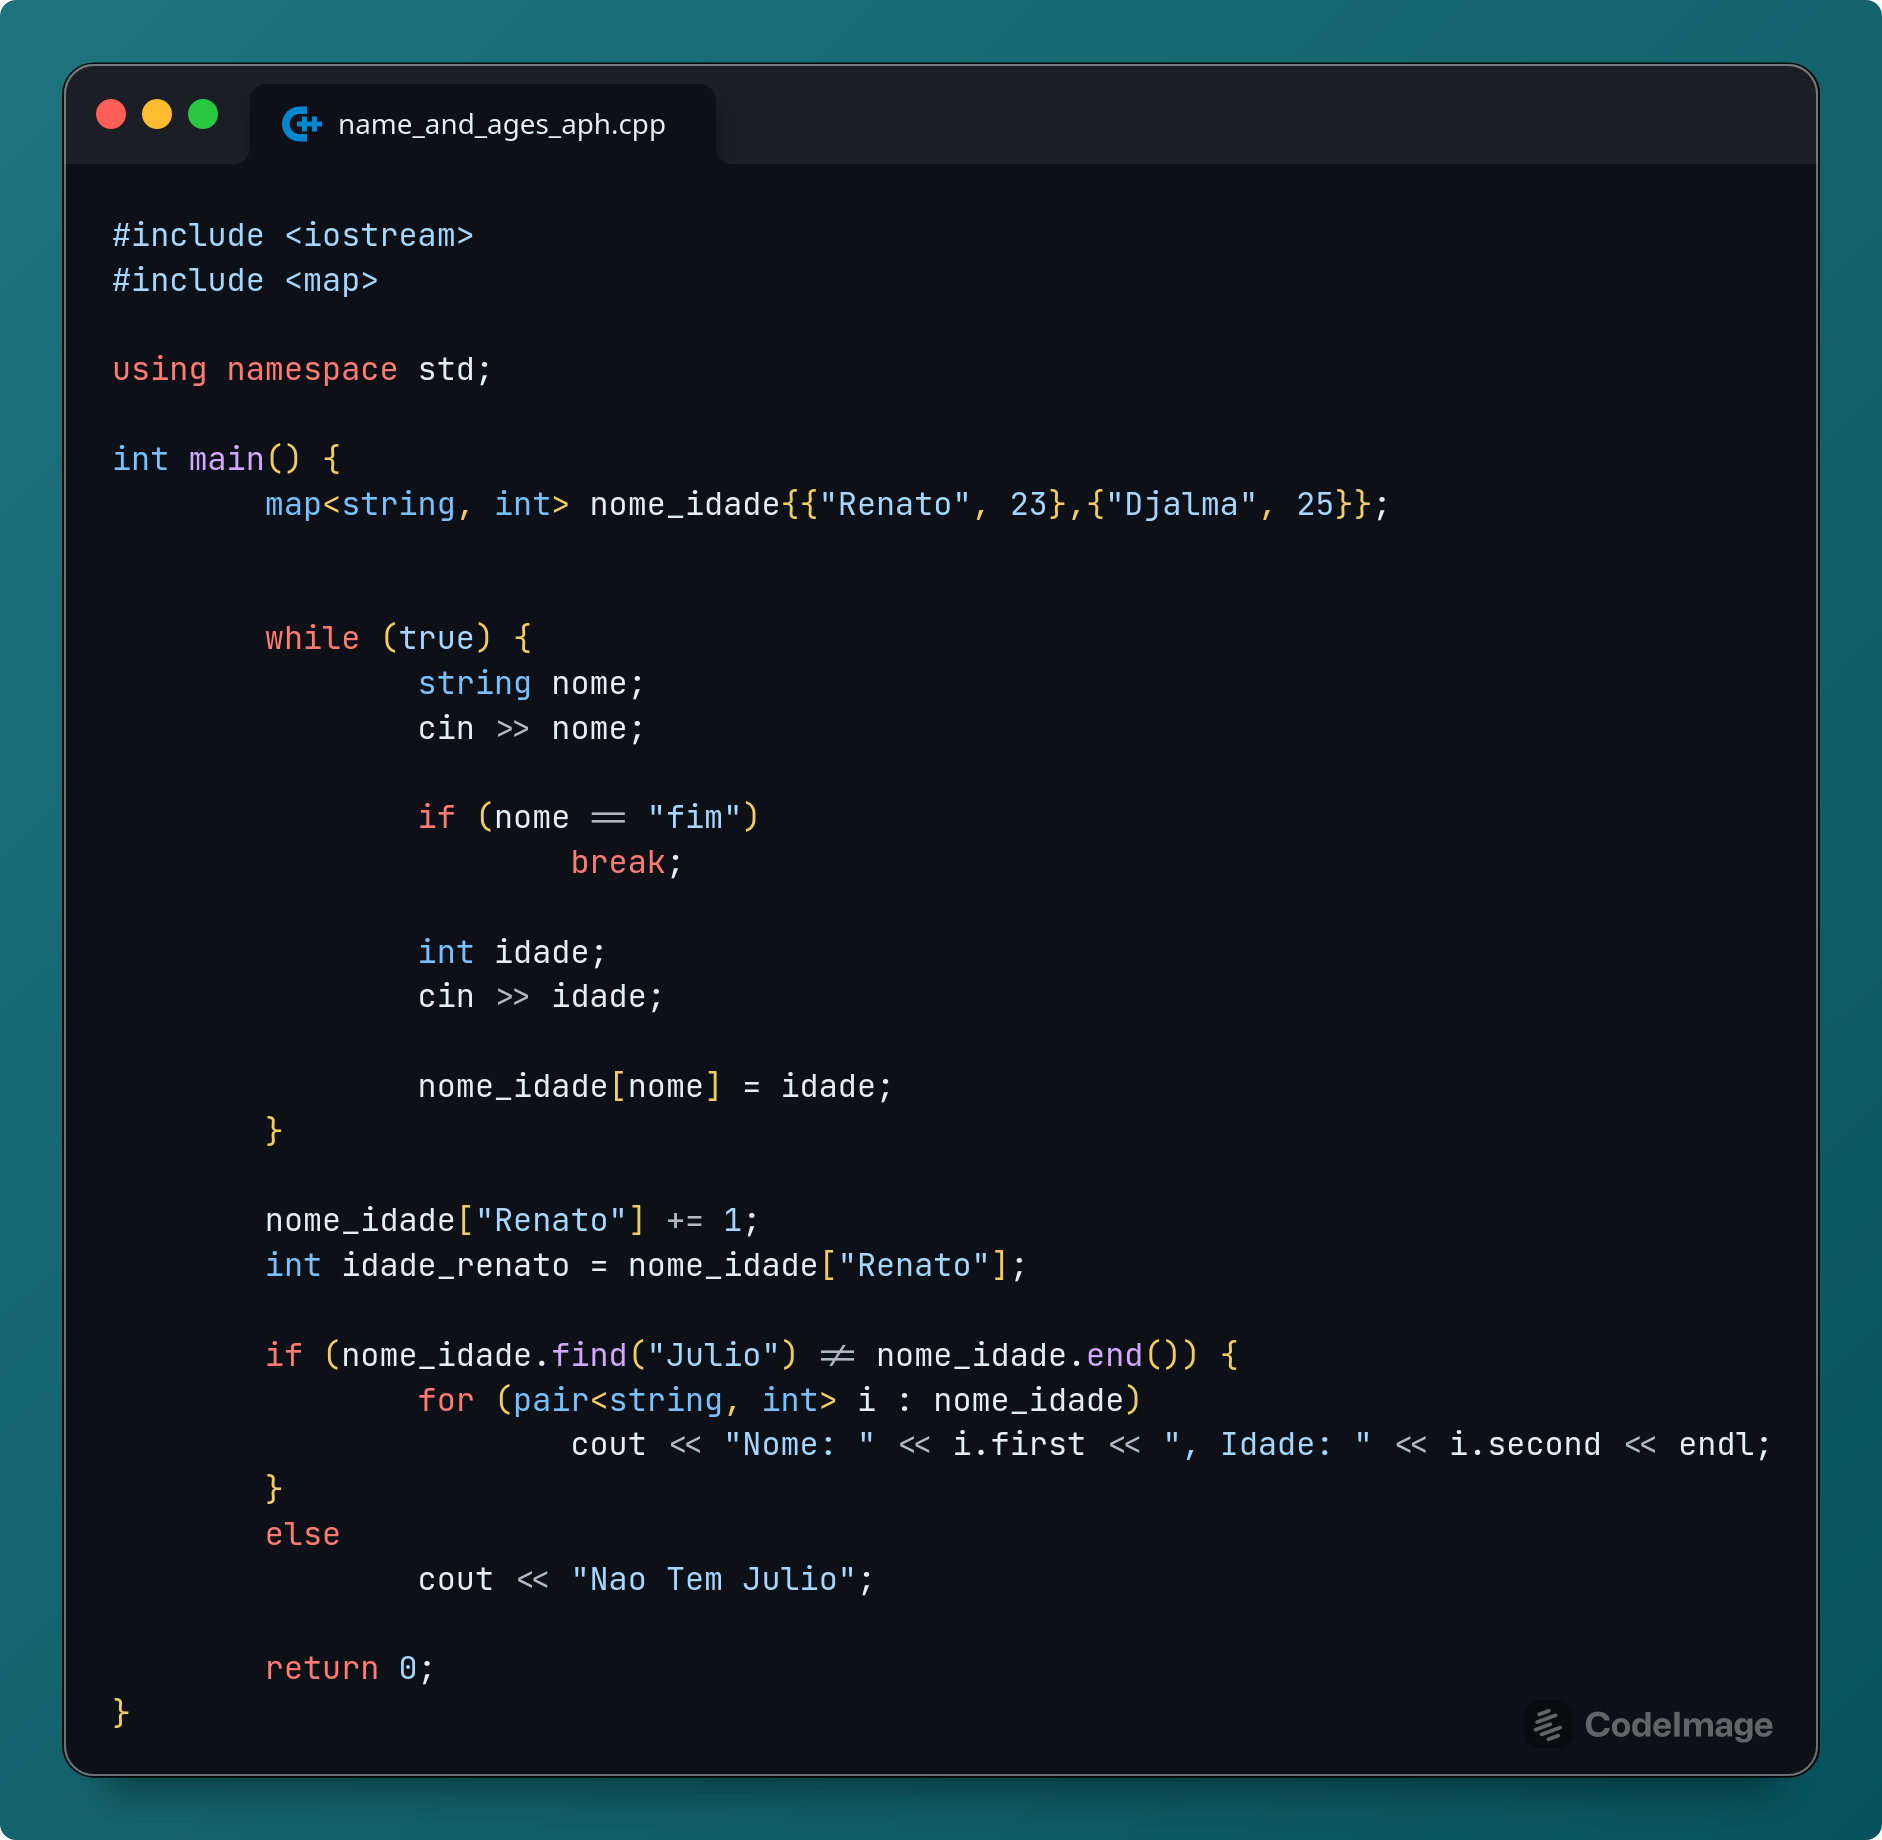 name_and_ages_aph.cpp
#include <iostream>
#include <map>
using namespace std;
int main() {
map<string, int> nome_idade{{"Renato", 23},{"Djalma", 25}};
while (true) {
string nome;
cin >> nome;
if (nome == "fim")
break;
int idade;
cin >> idade;
nome_idade[nome] = idade;
}
nome_idade["Renato"] += 1;
int idade_renato = nome_idade["Renato"];
if (nome_idade.find("Julio") != nome_idade.end()) {
for (pair<string, int> i : nome_idade)
cout << "Nome: " << i.first << ", Idade: " << i.second << endl;
}
else
cout << "Nao Tem Julio";
return 0;
}
CodeImage